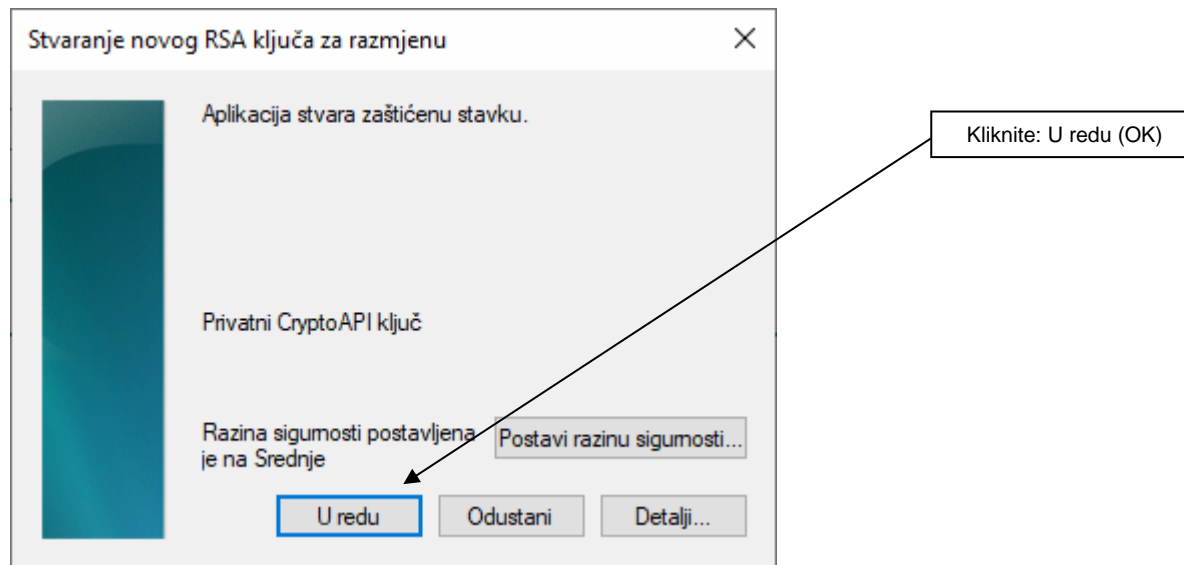 Stvaranje novog RSA ključa za razmjenu
Aplikacija stvara zaštićenu stavku.
Kliknite: U redu (OK)
Privatni CryptoAPI ključ
Razina sigurnosti postavljena
je na Srednje
Postavi razinu sigurnosti...
U redu
Odustani
Detalji...